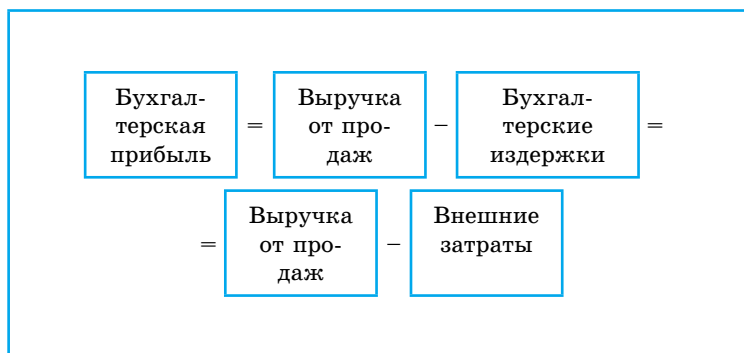 Бухгал-
терская
прибыль
=
Выручка
от про-
даж
–
Бухгал-
терские
издержки
=
=
Выручка
от про-
даж
–
Внешние
затраты